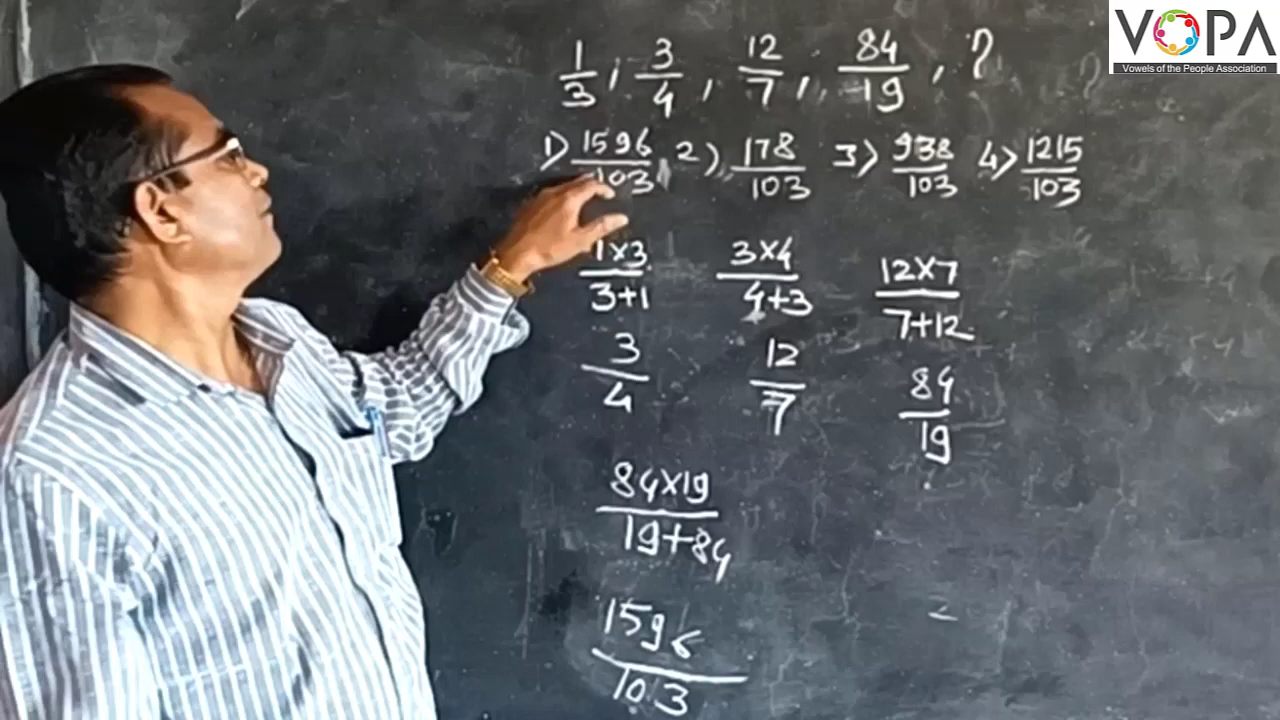 VOPA
Vowels of the People Association
1/3, 3/4, 12/7, 84/19, ?
1) 1596/103 2) 178/103 3) 938/103 4) 1215/103
1×3/3+1 3×4/4+3 12×7/7+12
3/4 12/7 84/19
84×19/19+84
1596/103